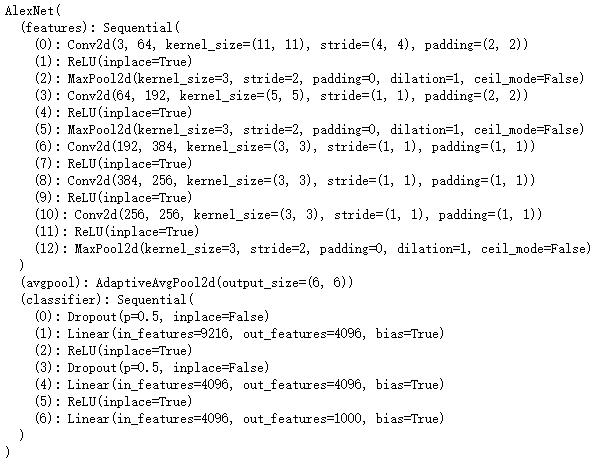 AlexNet(
  (features): Sequential(
    (0): Conv2d(3, 64, kernel_size=(11, 11), stride=(4, 4), padding=(2, 2))
    (1): ReLU(inplace=True)
    (2): MaxPool2d(kernel_size=3, stride=2, padding=0, dilation=1, ceil_mode=False)
    (3): Conv2d(64, 192, kernel_size=(5, 5), stride=(1, 1), padding=(2, 2))
    (4): ReLU(inplace=True)
    (5): MaxPool2d(kernel_size=3, stride=2, padding=0, dilation=1, ceil_mode=False)
    (6): Conv2d(192, 384, kernel_size=(3, 3), stride=(1, 1), padding=(1, 1))
    (7): ReLU(inplace=True)
    (8): Conv2d(384, 256, kernel_size=(3, 3), stride=(1, 1), padding=(1, 1))
    (9): ReLU(inplace=True)
    (10): Conv2d(256, 256, kernel_size=(3, 3), stride=(1, 1), padding=(1, 1))
    (11): ReLU(inplace=True)
    (12): MaxPool2d(kernel_size=3, stride=2, padding=0, dilation=1, ceil_mode=False)
  )
  (avgpool): AdaptiveAvgPool2d(output_size=(6, 6))
  (classifier): Sequential(
    (0): Dropout(p=0.5, inplace=False)
    (1): Linear(in_features=9216, out_features=4096, bias=True)
    (2): ReLU(inplace=True)
    (3): Dropout(p=0.5, inplace=False)
    (4): Linear(in_features=4096, out_features=4096, bias=True)
    (5): ReLU(inplace=True)
    (6): Linear(in_features=4096, out_features=1000, bias=True)
  )
)